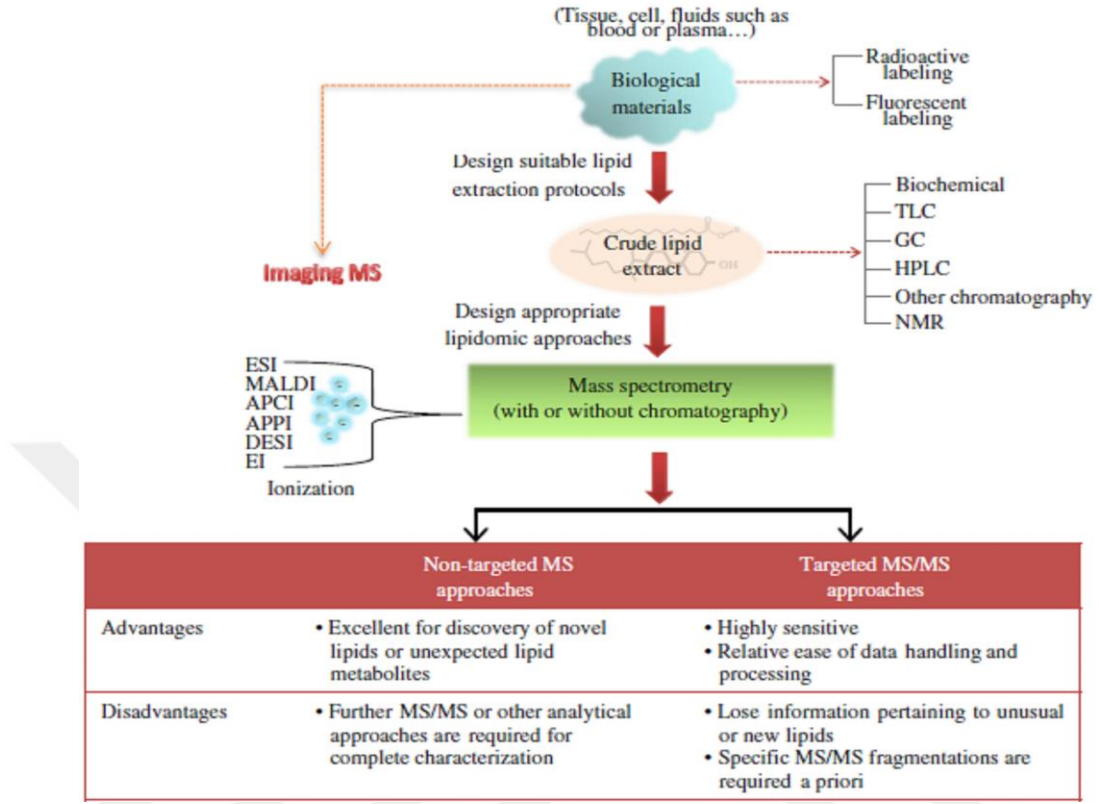 (Tissue, cell, fluids such as
blood or plasma…)
Biological
materials
Radioactive
labeling
Fluorescent
labeling
Design suitable lipid
extraction protocols
Crude lipid
extract
OH
Biochemical
TLC
GC
HPLC
Other chromatography
NMR
Imaging MS
Design appropriate
lipidomic approaches
ESI
MALDI
APCI
APPI
DESI
EI
Ionization
Mass spectrometry
(with or without chromatography)
Non-targeted MS
approaches
Targeted MS/MS
approaches
Advantages
• Excellent for discovery of novel
lipids or unexpected lipid
metabolites
• Highly sensitive
• Relative ease of data handling and
processing
Disadvantages
• Further MS/MS or other analytical
approaches are required for
complete characterization
• Lose information pertaining to unusual
or new lipids
• Specific MS/MS fragmentations are
required a priori